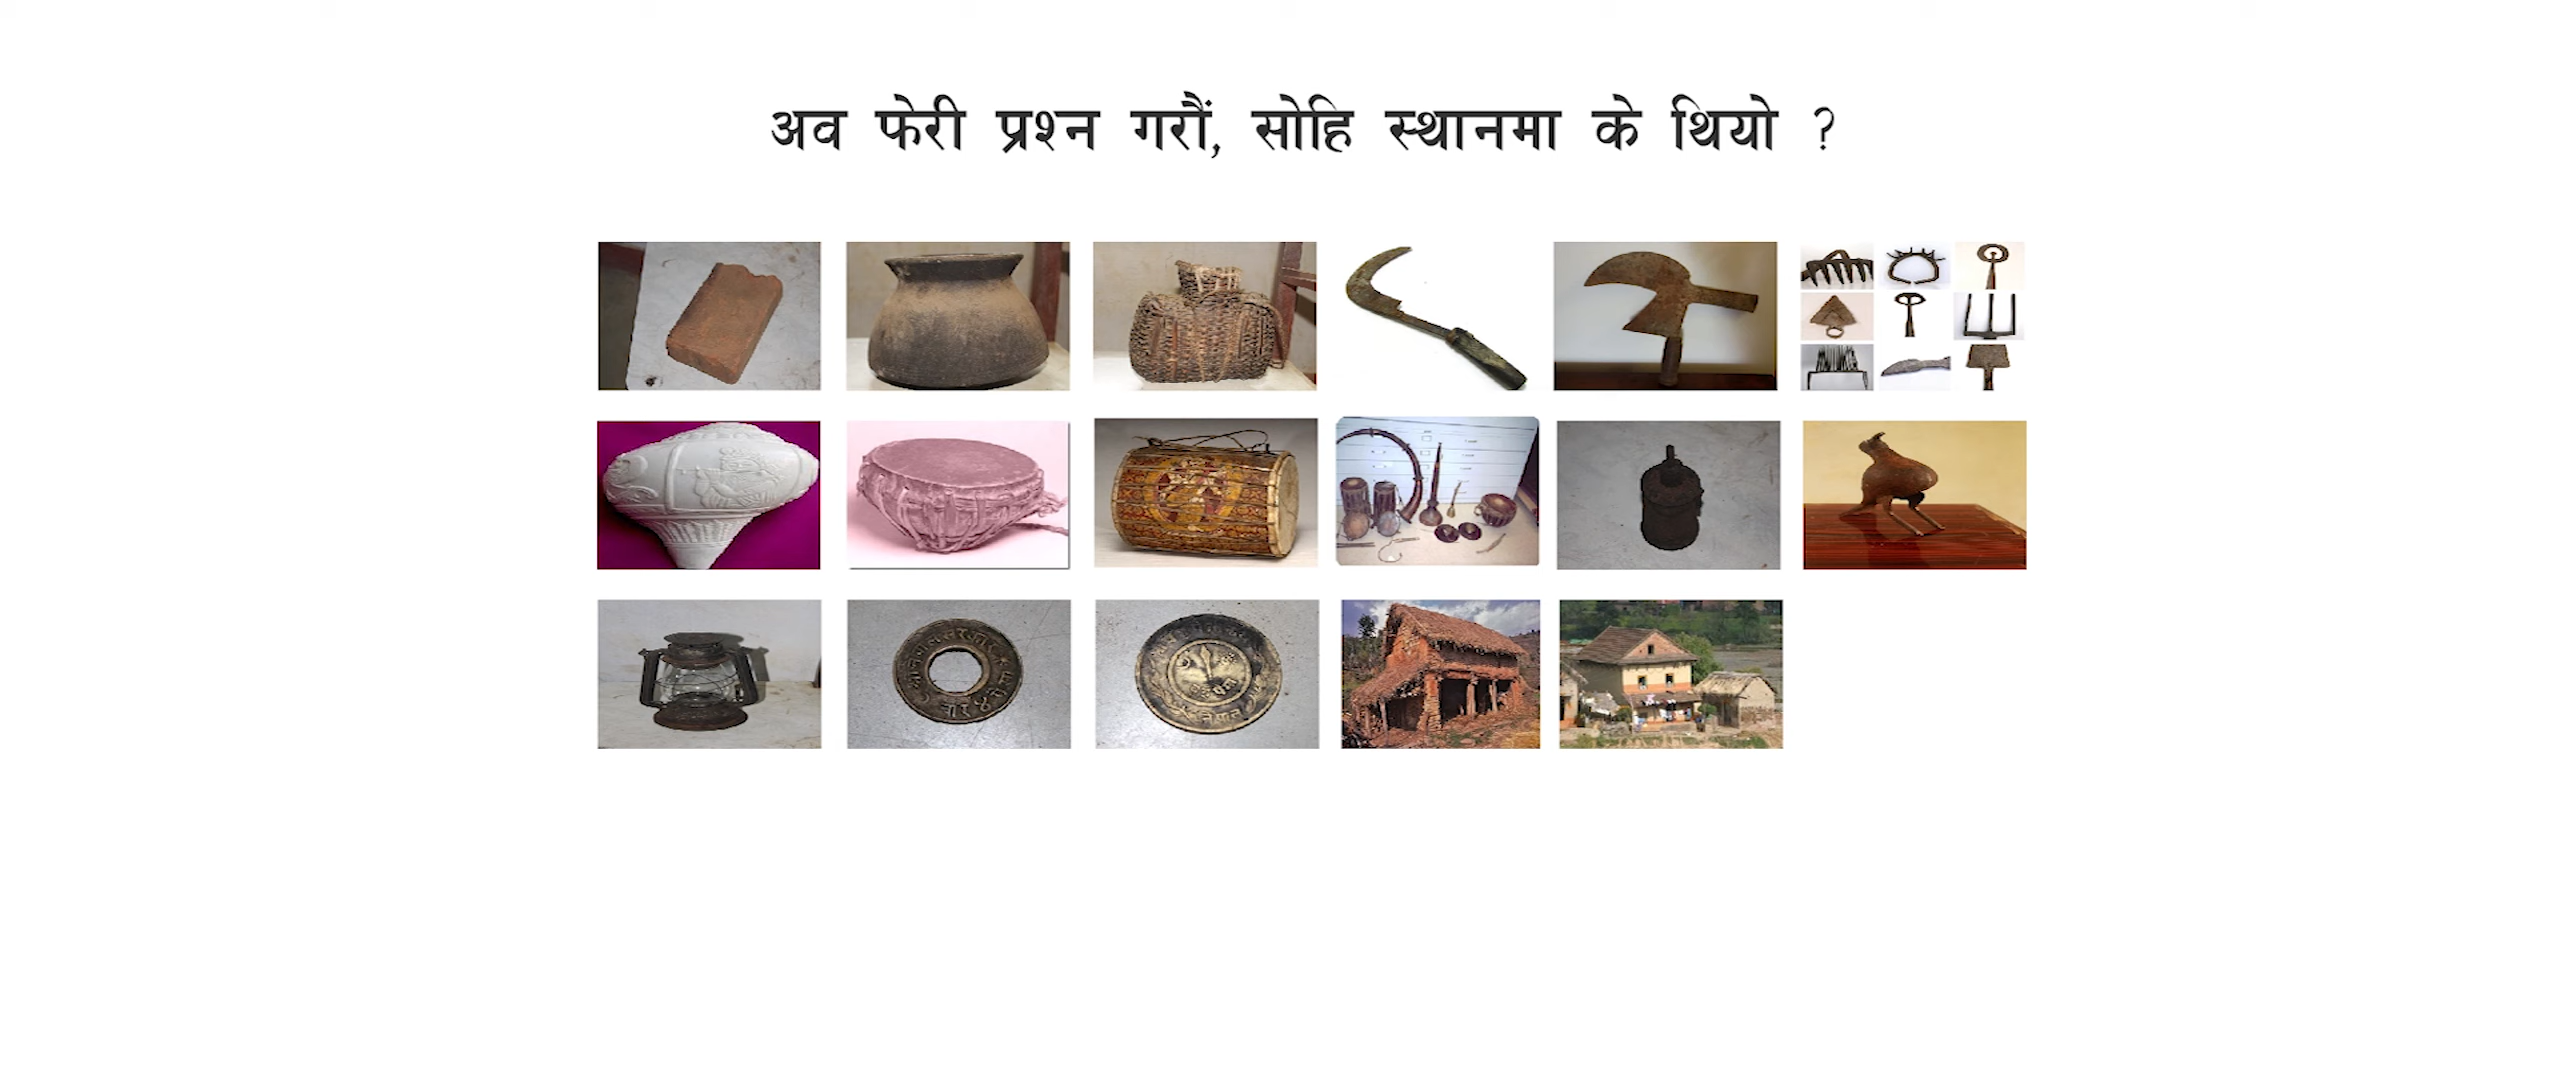 अव फेरी प्रश्न गरौं, सोहि स्थानमा के थियो ?